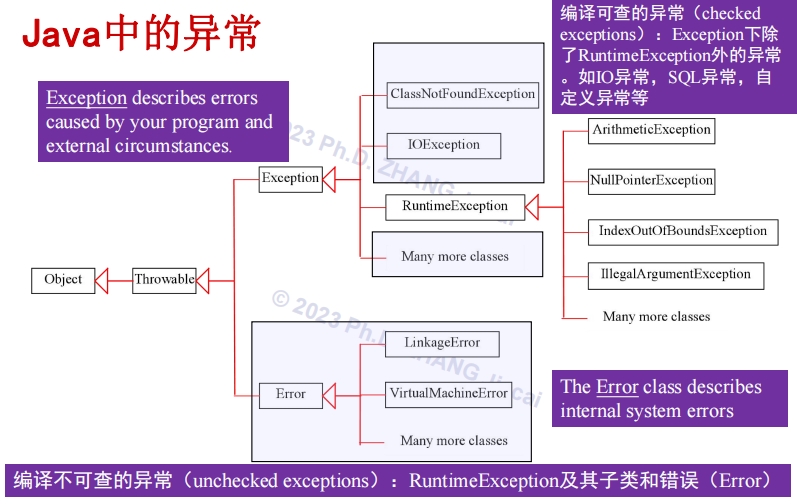 Java中的异常
编译可查的异常（checked
exceptions）：Exception下除
了RuntimeException外的异常
。如IO异常，SQL异常，自
定义异常等
Exception describes errors
caused by your program and
external circumstances.
ClassNotFoundException
IOException
Exception
RuntimeException
Many more classes
ArithmeticException
NullPointerException
IndexOutOfBoundsException
IllegalArgumentException
Many more classes
Object
Throwable
Error
LinkageError
VirtualMachineError
Many more classes
The Error class describes
internal system errors
编译不可查的异常（unchecked exceptions）：RuntimeException及其子类和错误（Error）
© 2023 Ph.D. ZHANG